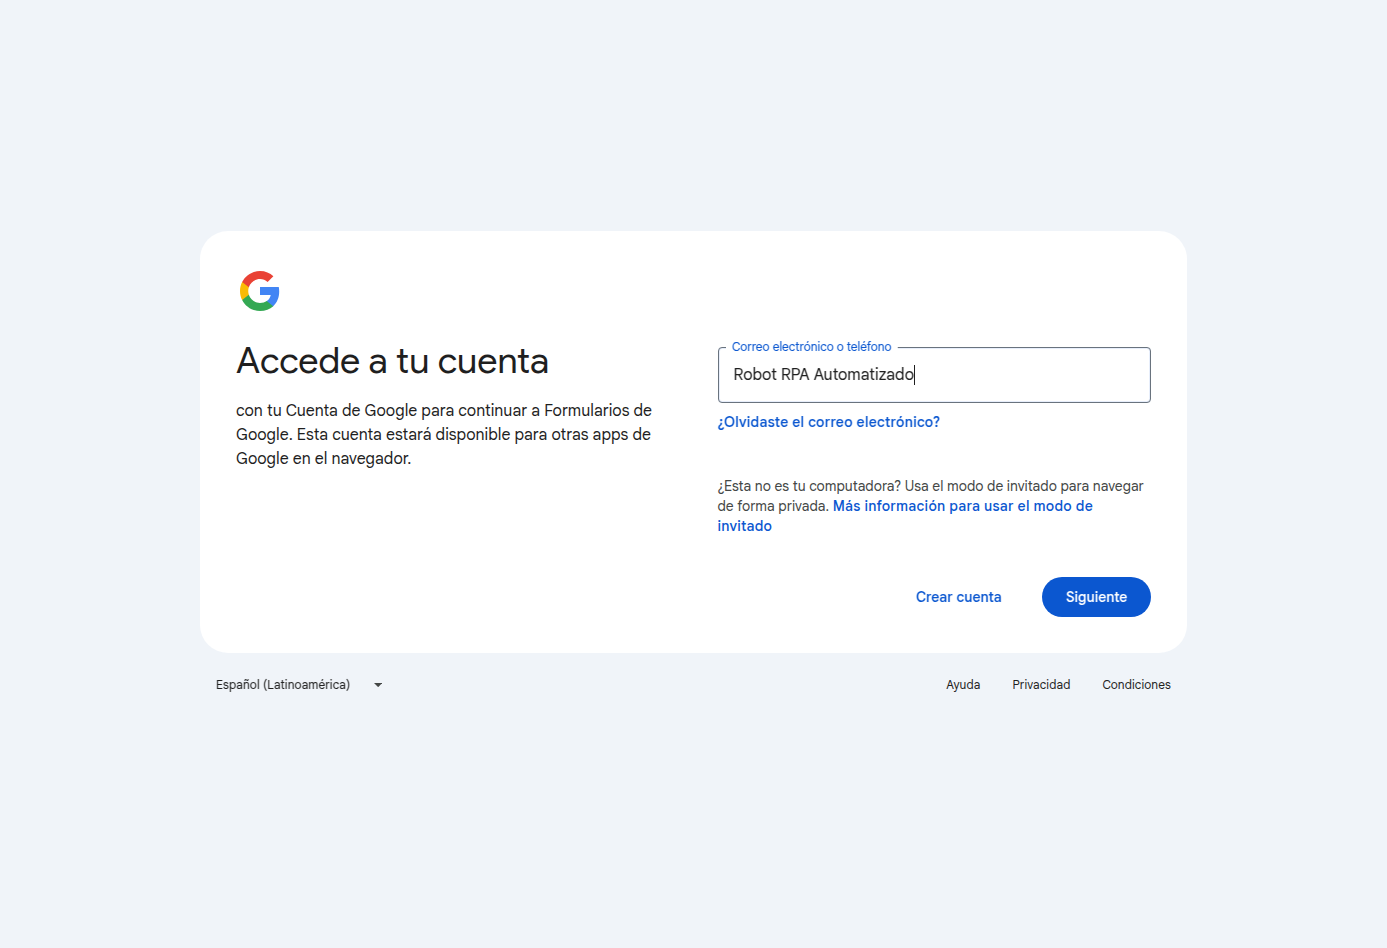 Accede a tu cuenta
con tu Cuenta de Google para continuar a Formularios de
Google. Esta cuenta estará disponible para otras apps de
Google en el navegador.
Correo electrónico o teléfono
Robot RPA Automatizado
¿Olvidaste el correo electrónico?
¿Esta no es tu computadora? Usa el modo de invitado para navegar
de forma privada. Más información para usar el modo de
invitado
Crear cuenta
Siguiente
Español (Latinoamérica)
Ayuda
Privacidad
Condiciones